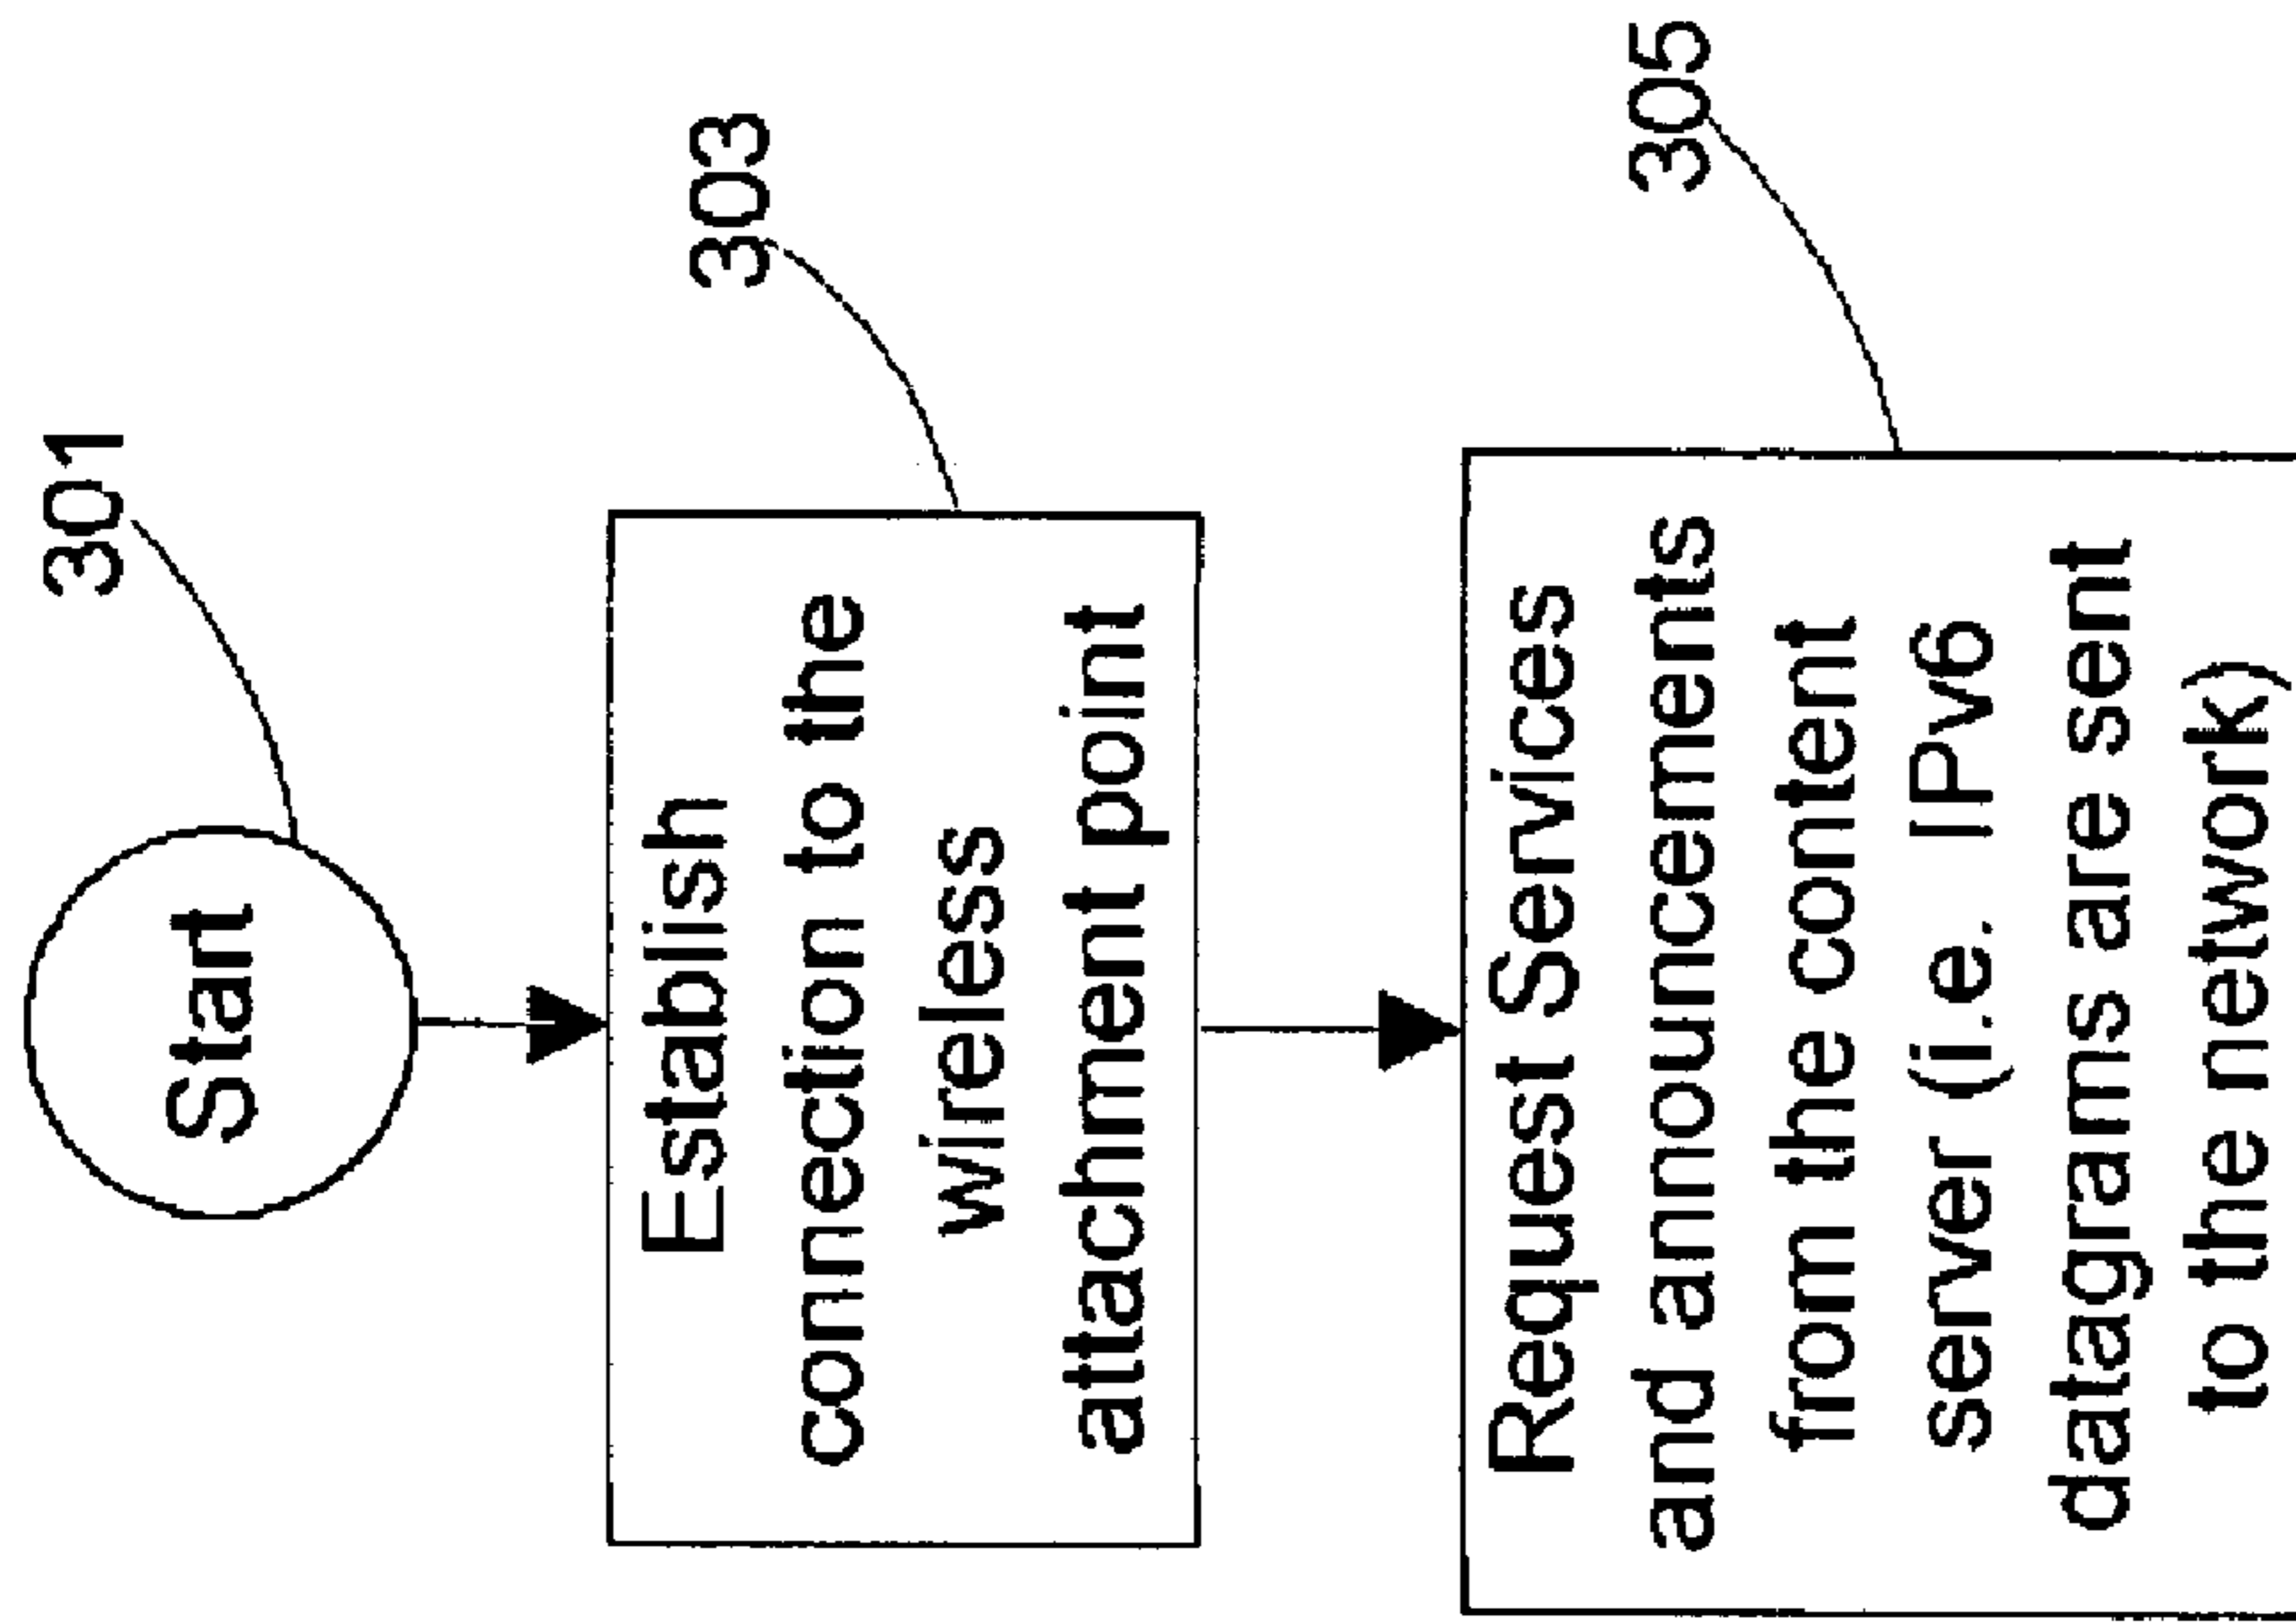 301
Start
303
Establish
connection to the
wireless
attachment point
305
Request Services
and announcements
from the content
server (i.e. IPv6
datagrams are sent
to the network)